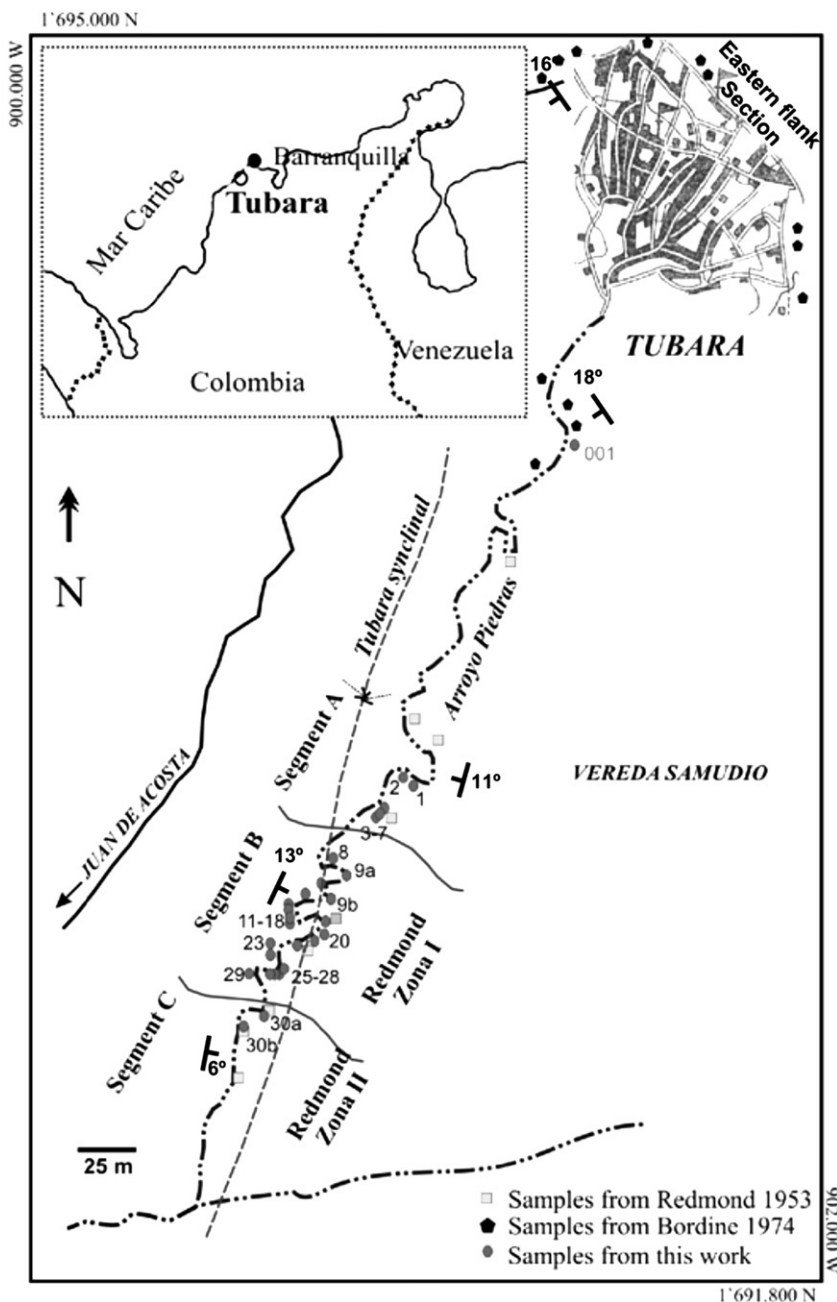 1`695.000 N
900.000 W
Barranquilla
Tubara
Mar Caribe
Venezuela
Colombia
16
Eastern flank
Section
TUBARA
18º
001
N
Tubara synclinal
Arroyo Piedras
Segment A
VEREDA SAMUDIO
JUAN DE ACOSTA
11º
2
1
3-7
Segment B
13º
8
9a
9b
11-18
23
20
29
25-28
Redmond
Zona I
Segment C
30a
30b
6º
Redmond
Zona II
25 m
Samples from Redmond 1953
Samples from Bordine 1974
Samples from this work
902.000 W
1`691.800 N